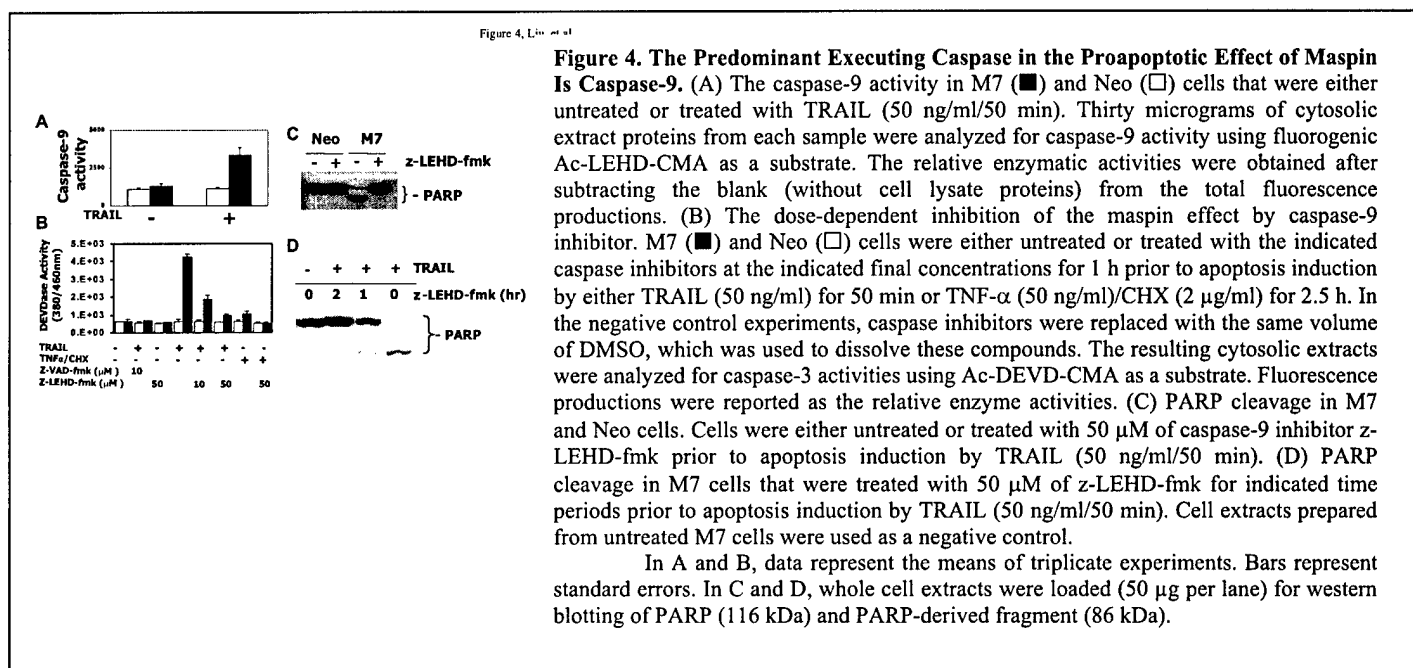 Figure 4,
Figure 4. The Predominant Executing Caspase in the Proapoptotic Effect of Maspin
Is Caspase-9. (A) The caspase-9 activity in M7 (■) and Neo (□) cells that were either
untreated or treated with TRAIL (50 ng/ml/50 min). Thirty micrograms of cytosolic
extract proteins from each sample were analyzed for caspase-9 activity using fluorogenic
Ac-LEHD-CMA as a substrate. The relative enzymatic activities were obtained after
subtracting the blank (without cell lysate proteins) from the total fluorescence
productions. (B) The dose-dependent inhibition of the maspin effect by caspase-9
inhibitor. M7 (■) and Neo (□) cells were either untreated or treated with the indicated
caspase inhibitors at the indicated final concentrations for 1 h prior to apoptosis induction
by either TRAIL (50 ng/ml) for 50 min or TNF-α (50 ng/ml)/CHX (2 μg/ml) for 2.5 h. In
the negative control experiments, caspase inhibitors were replaced with the same volume
of DMSO, which was used to dissolve these compounds. The resulting cytosolic extracts
were analyzed for caspase-3 activities using Ac-DEVD-CMA as a substrate. Fluorescence
productions were reported as the relative enzyme activities. (C) PARP cleavage in M7
and Neo cells. Cells were either untreated or treated with 50 μM of caspase-9 inhibitor z-
LEHD-fmk prior to apoptosis induction by TRAIL (50 ng/ml/50 min). (D) PARP
cleavage in M7 cells that were treated with 50 μM of z-LEHD-fmk for indicated time
periods prior to apoptosis induction by TRAIL (50 ng/ml/50 min). Cell extracts prepared
from untreated M7 cells were used as a negative control.
In A and B, data represent the means of triplicate experiments. Bars represent
standard errors. In C and D, whole cell extracts were loaded (50 μg per lane) for western
blotting of PARP (116 kDa) and PARP-derived fragment (86 kDa).
A
Caspase-9
activity
0
TRAIL - +
B
DEVDase Activity
(380/460nm)
5.E+03
4.E+03
3.E+03
2.E+03
1.E+03
0.E+00
TRAIL - + - + + + - -
TNFα/CHX - - - - - - + +
Z-VAD-fmk (μM) 10
Z-LEHD-fmk (μM) 50 10 50 50
C
Neo M7
- + - + z-LEHD-fmk
- PARP
D
- + + + TRAIL
0 2 1 0 z-LEHD-fmk (hr)
PARP